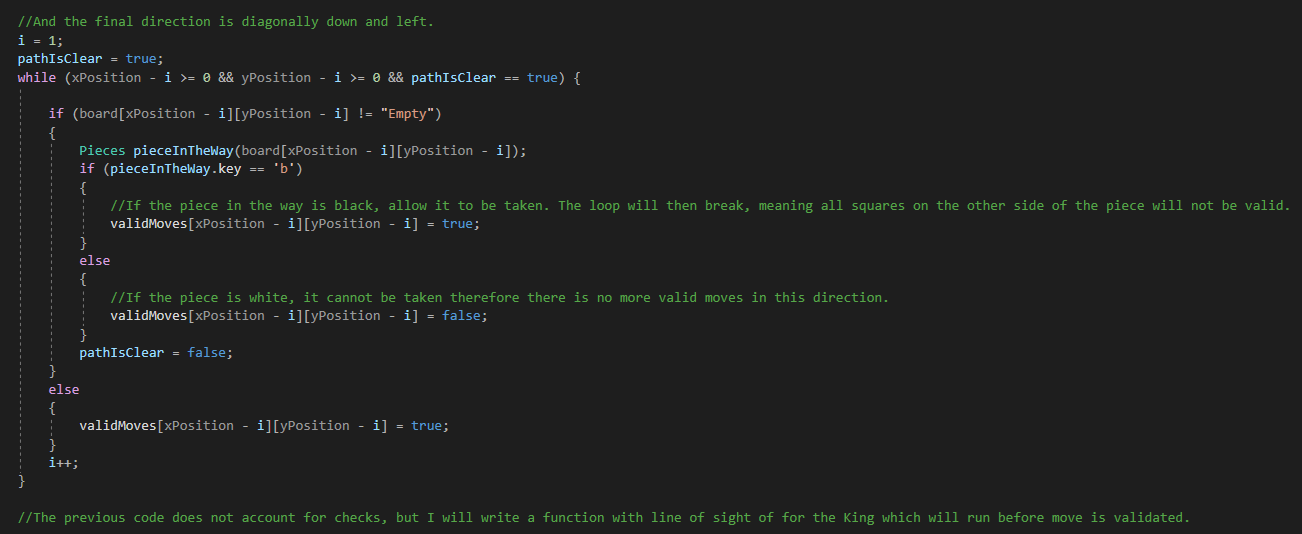 //And the final direction is diagonally down and left.
i = 1;
pathIsClear = true;
while (xPosition - i >= 0 && yPosition - i >= 0 && pathIsClear == true) {
if (board[xPosition - i][yPosition - i] != "Empty")
{
Pieces pieceInTheWay(board[xPosition - i][yPosition - i]);
if (pieceInTheWay.key == 'b')
{
//If the piece in the way is black, allow it to be taken. The loop will then break, meaning all squares on the other side of the piece will not be valid.
validMoves[xPosition - i][yPosition - i] = true;
}
else
{
//If the piece is white, it cannot be taken therefore there is no more valid moves in this direction.
validMoves[xPosition - i][yPosition - i] = false;
}
pathIsClear = false;
}
else
{
validMoves[xPosition - i][yPosition - i] = true;
}
i++;
}
//The previous code does not account for checks, but I will write a function with line of sight of for the King which will run before move is validated.